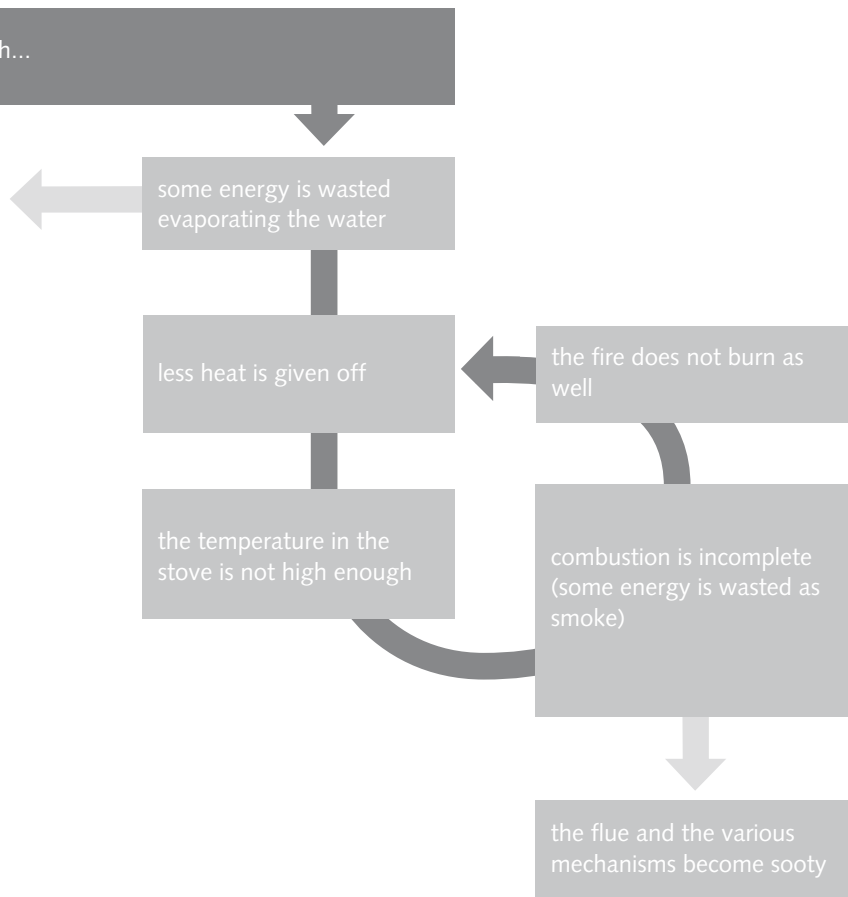 h...
some energy is wasted
evaporating the water
less heat is given off
the fire does not burn as
well
the temperature in the
stove is not high enough
combustion is incomplete
(some energy is wasted as
smoke)
the flue and the various
mechanisms become sooty